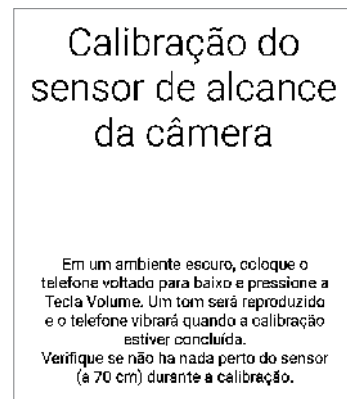 Calibração do
sensor de alcance
da câmera
Em um ambiente escuro, coloque o
telefone voltado para baixo e pressione a
Tecla Volume. Um tom será reproduzido
e o telefone vibrará quando a calibração
estiver concluída.
Verifique se não ha nada perto do sensor
(a 70 cm) durante a calibração.